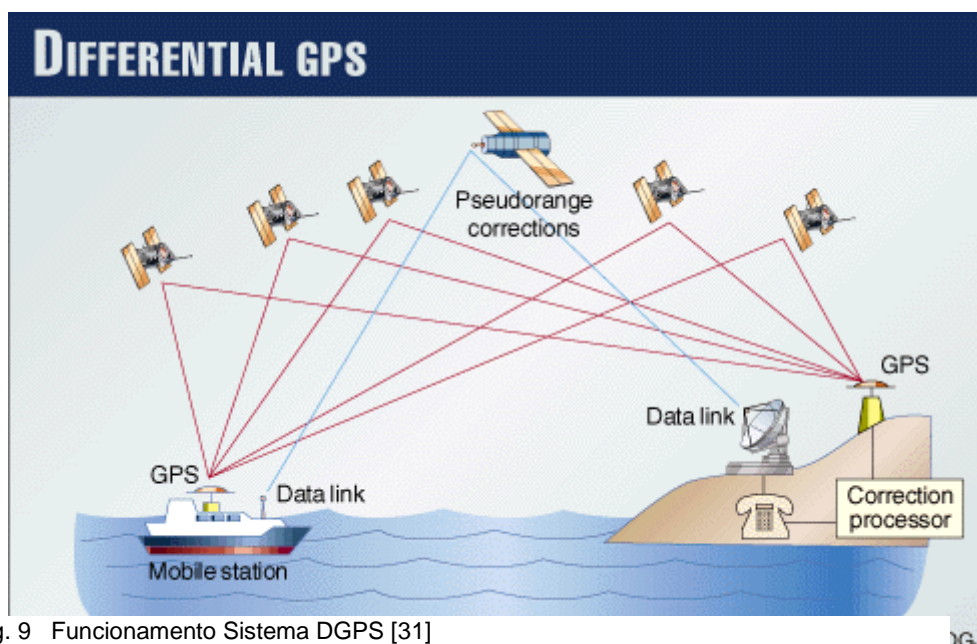 DIFFERENTIAL GPS
Pseudorange
corrections
GPS
Data link
GPS
Data link
Correction
processor
Mobile station
g. 9 Funcionamento Sistema DGPS [31]